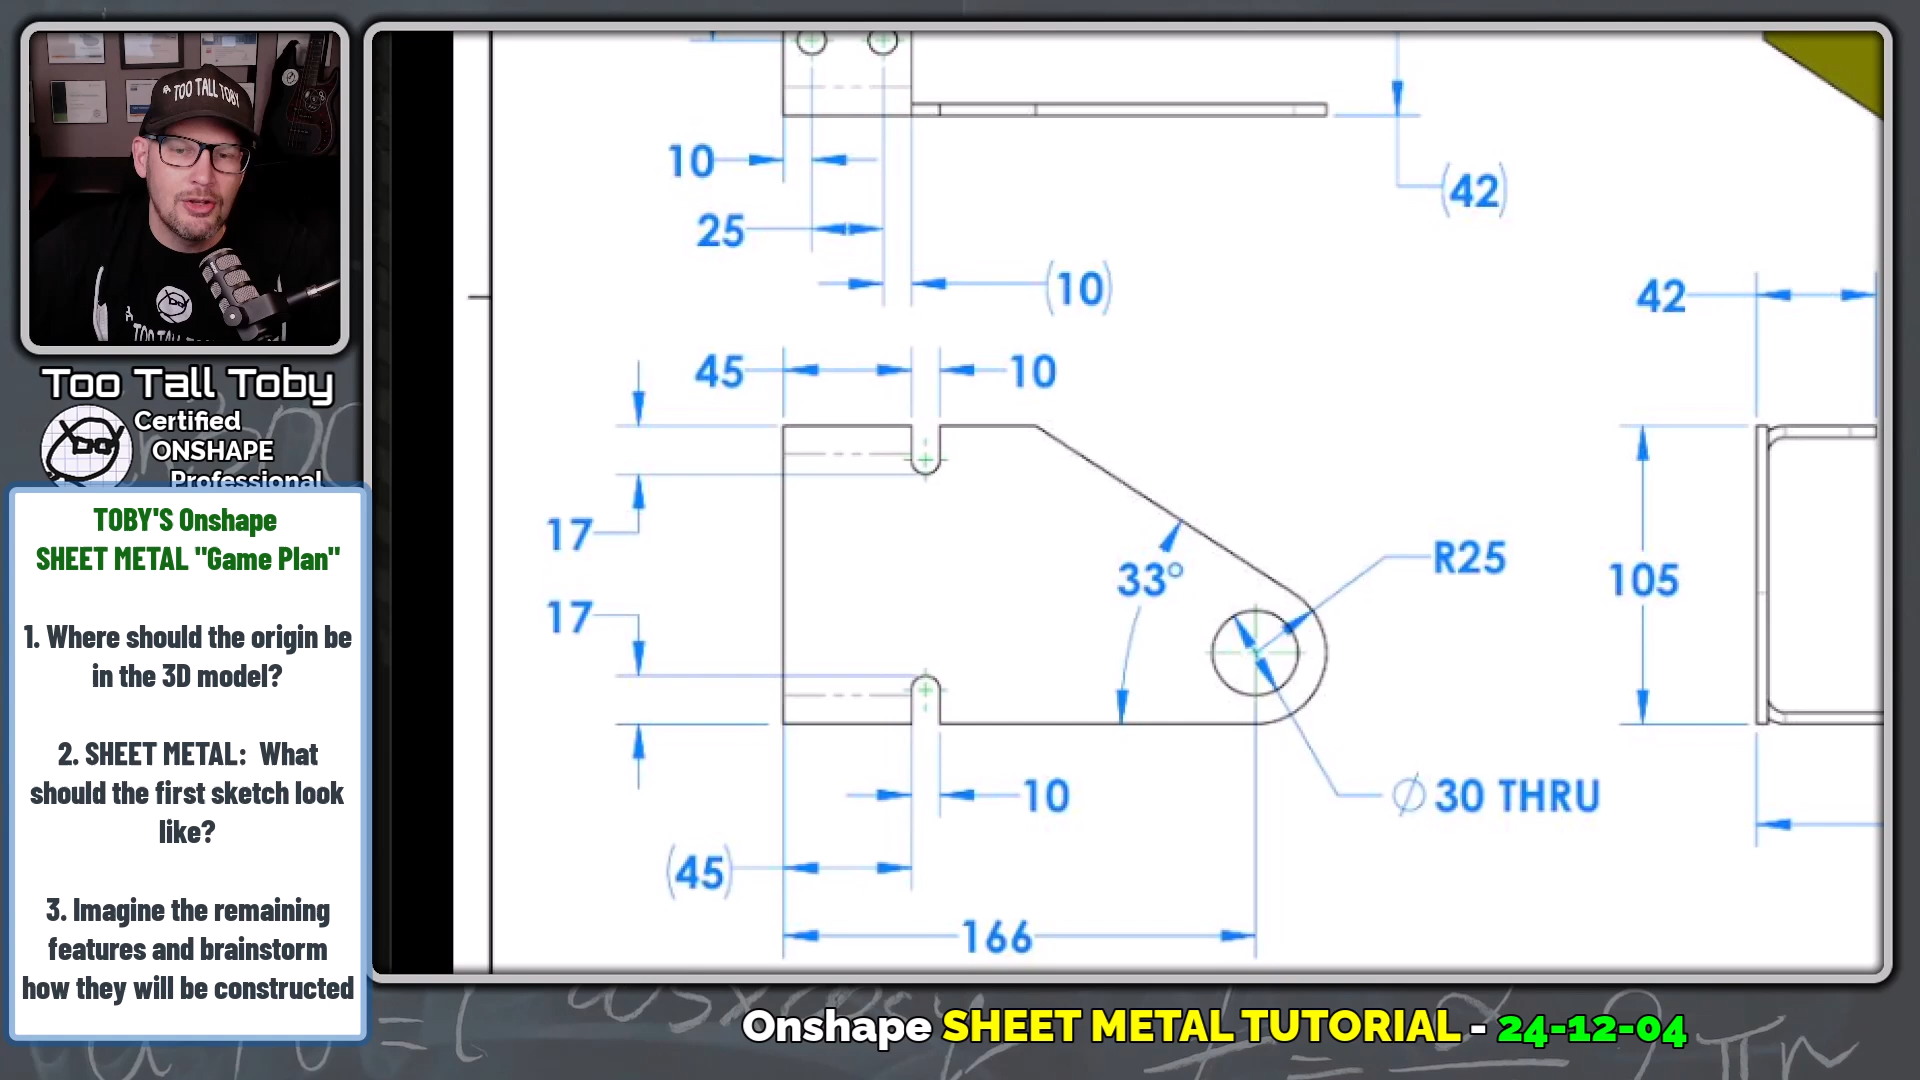 TOO TALL TOBY
Too Tall Toby
Certified
ONSHAPE
Professional
TOBY'S Onshape
SHEET METAL "Game Plan"
1. Where should the origin be
in the 3D model?
2. SHEET METAL: What
should the first sketch look
like?
3. Imagine the remaining
features and brainstorm
how they will be constructed
10
25
(10)
(42)
42
45
10
17
17
33°
R25
105
10
Ø 30 THRU
(45)
166
Onshape SHEET METAL TUTORIAL - 24-12-04